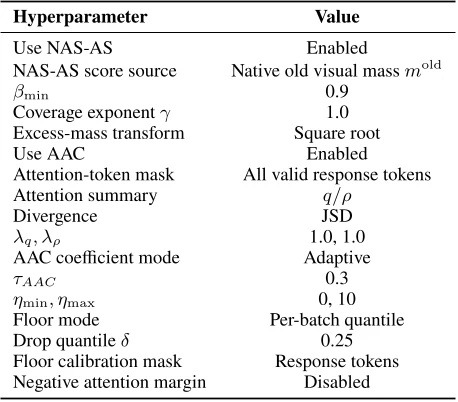 Hyperparameter Value
Use NAS-AS Enabled
NAS-AS score source Native old visual mass m^old
β_min 0.9
Coverage exponent γ 1.0
Excess-mass transform Square root
Use AAC Enabled
Attention-token mask All valid response tokens
Attention summary q/ρ
Divergence JSD
λ_q, λ_ρ 1.0, 1.0
AAC coefficient mode Adaptive
τ_AAC 0.3
η_min, η_max 0, 10
Floor mode Per-batch quantile
Drop quantile δ 0.25
Floor calibration mask Response tokens
Negative attention margin Disabled